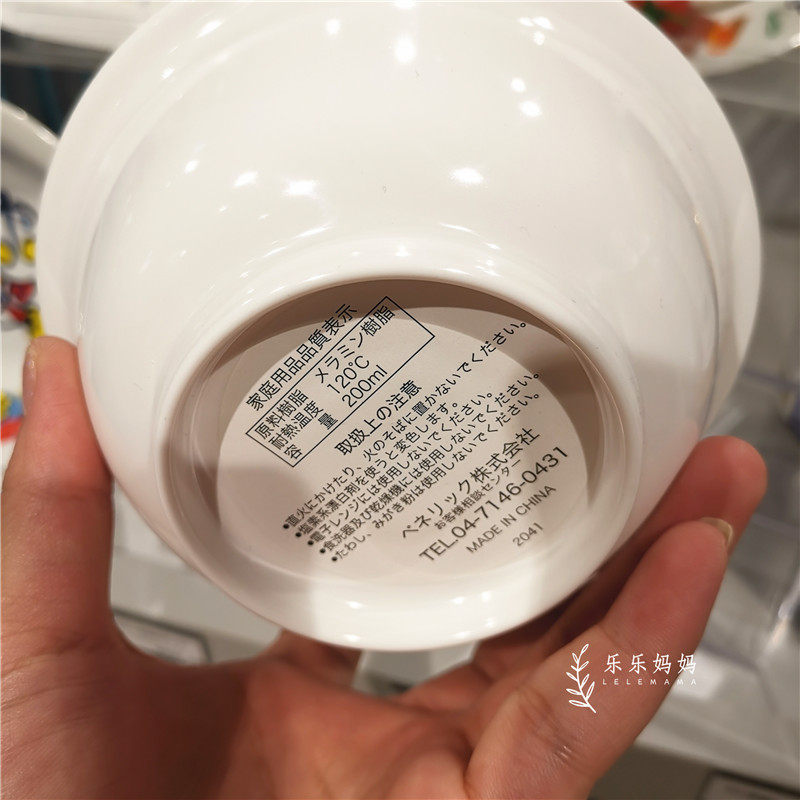 家庭用品品質表示
原料樹脂 メラミン樹脂
耐熱温度 120℃
容量 200ml
取扱上の注意
•直火にかけたり、火のそばに置かないでください。
•塩素系漂白剤を使うと変色します。
•電子レンジには使用しないでください。
•食洗器及び乾燥機には使用しないでください。
•たわし、みがき粉は使用しないでください。
ペネリック株式会社
お客様相談センター
TEL.04-7146-0431
MADE IN CHINA
2041
乐乐妈妈
LELEMAMA